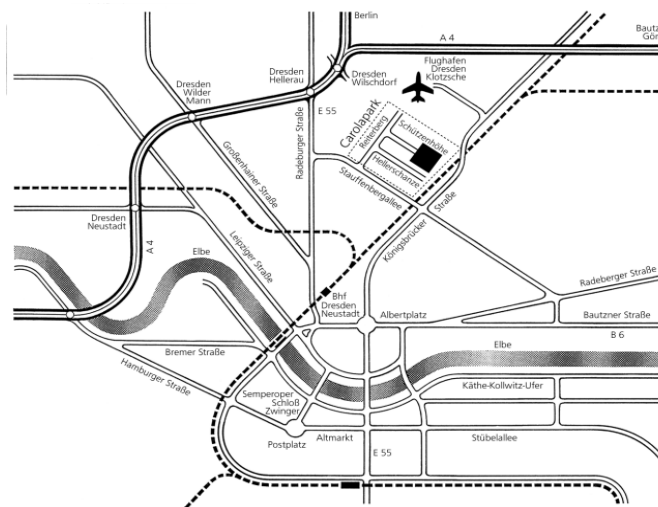 Berlin
A 4
Bautz
Gör
Flughafen
Dresden
Klotzsche
Dresden
Hellerau
Dresden
Wilschdorf
Dresden
Wilder
Mann
E 55
Carolapark
Reiterberg
Schützenhöhe
Hellerschanze
Radeburger Straße
Großenhainer Straße
Stauffenbergallee
Königsbrücker
Straße
Dresden
Neustadt
A 4
Elbe
Leipziger Straße
Radeberger Straße
Bhf
Dresden
Neustadt
Albertplatz
Bautzner Straße
B 6
Bremer Straße
Elbe
Hamburger Straße
Käthe-Kollwitz-Ufer
Semperoper
Schloß
Zwinger
Postplatz
Altmarkt
Stübelallee
E 55